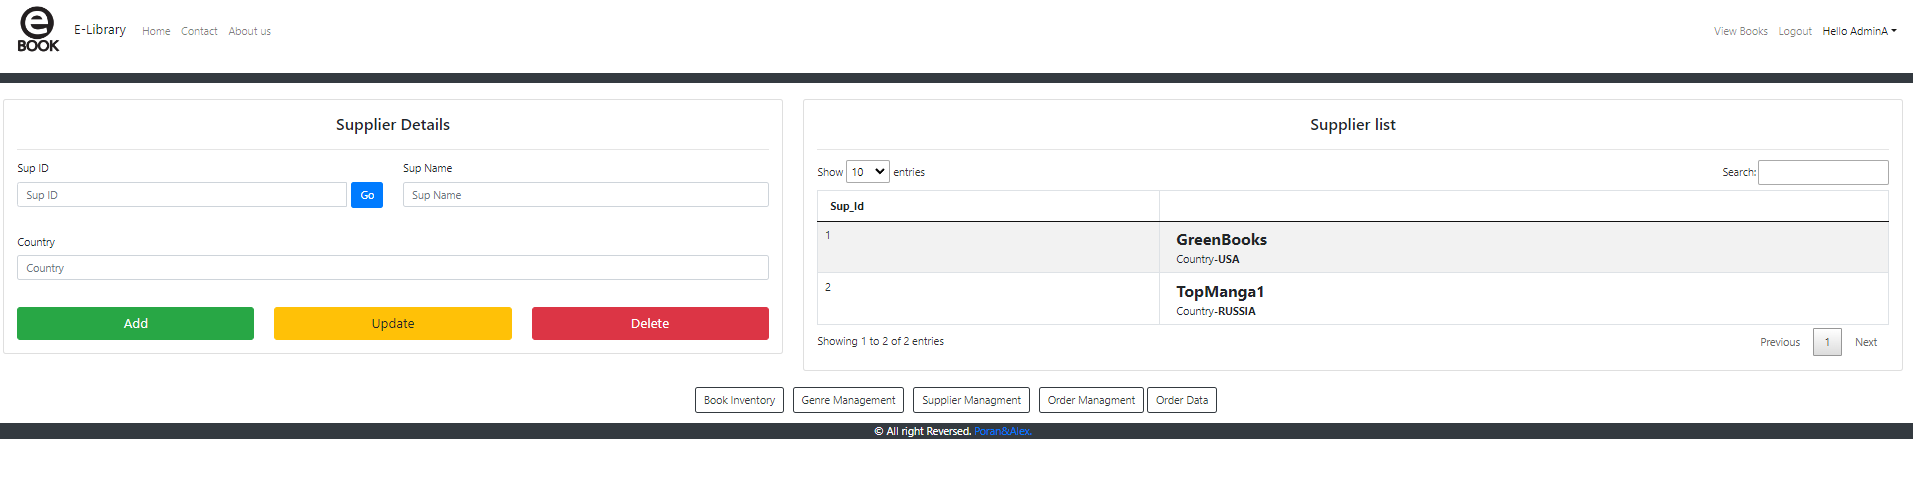 e
BOOK
E-Library Home Contact About us View Books Logout Hello AdminA
Supplier Details
Sup ID Sup Name
Sup ID Go Sup Name
Country
Country
Add Update Delete
Supplier list
Show 10 entries Search:
Sup_Id
1 GreenBooks
Country-USA
2 TopManga1
Country-RUSSIA
Showing 1 to 2 of 2 entries Previous 1 Next
Book Inventory Genre Management Supplier Managment Order Managment Order Data
© All right Reversed. Poran&Alex.